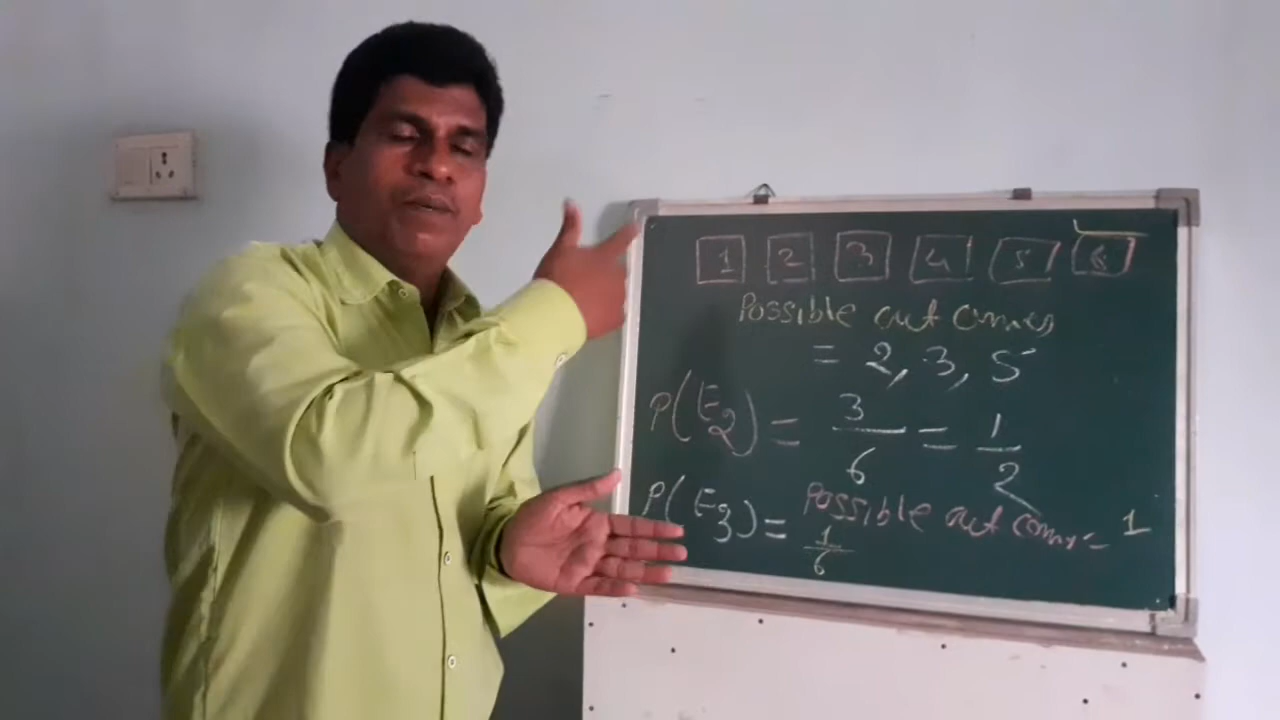 1 2 3 4 5 6
Possible out comes
= 2, 3, 5
P(E2) = 3/6 = 1/2
P(E3) = 1/6 Possible out comes = 1